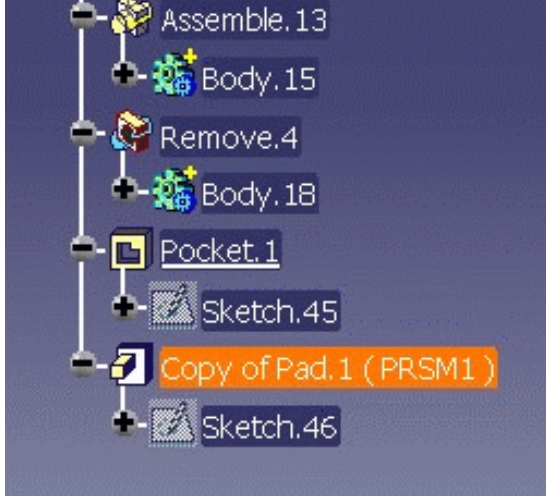 Assemble.13
Body.15
Remove.4
Body.18
Pocket.1
Sketch.45
Copy of Pad.1 ( PRSM1 )
Sketch.46